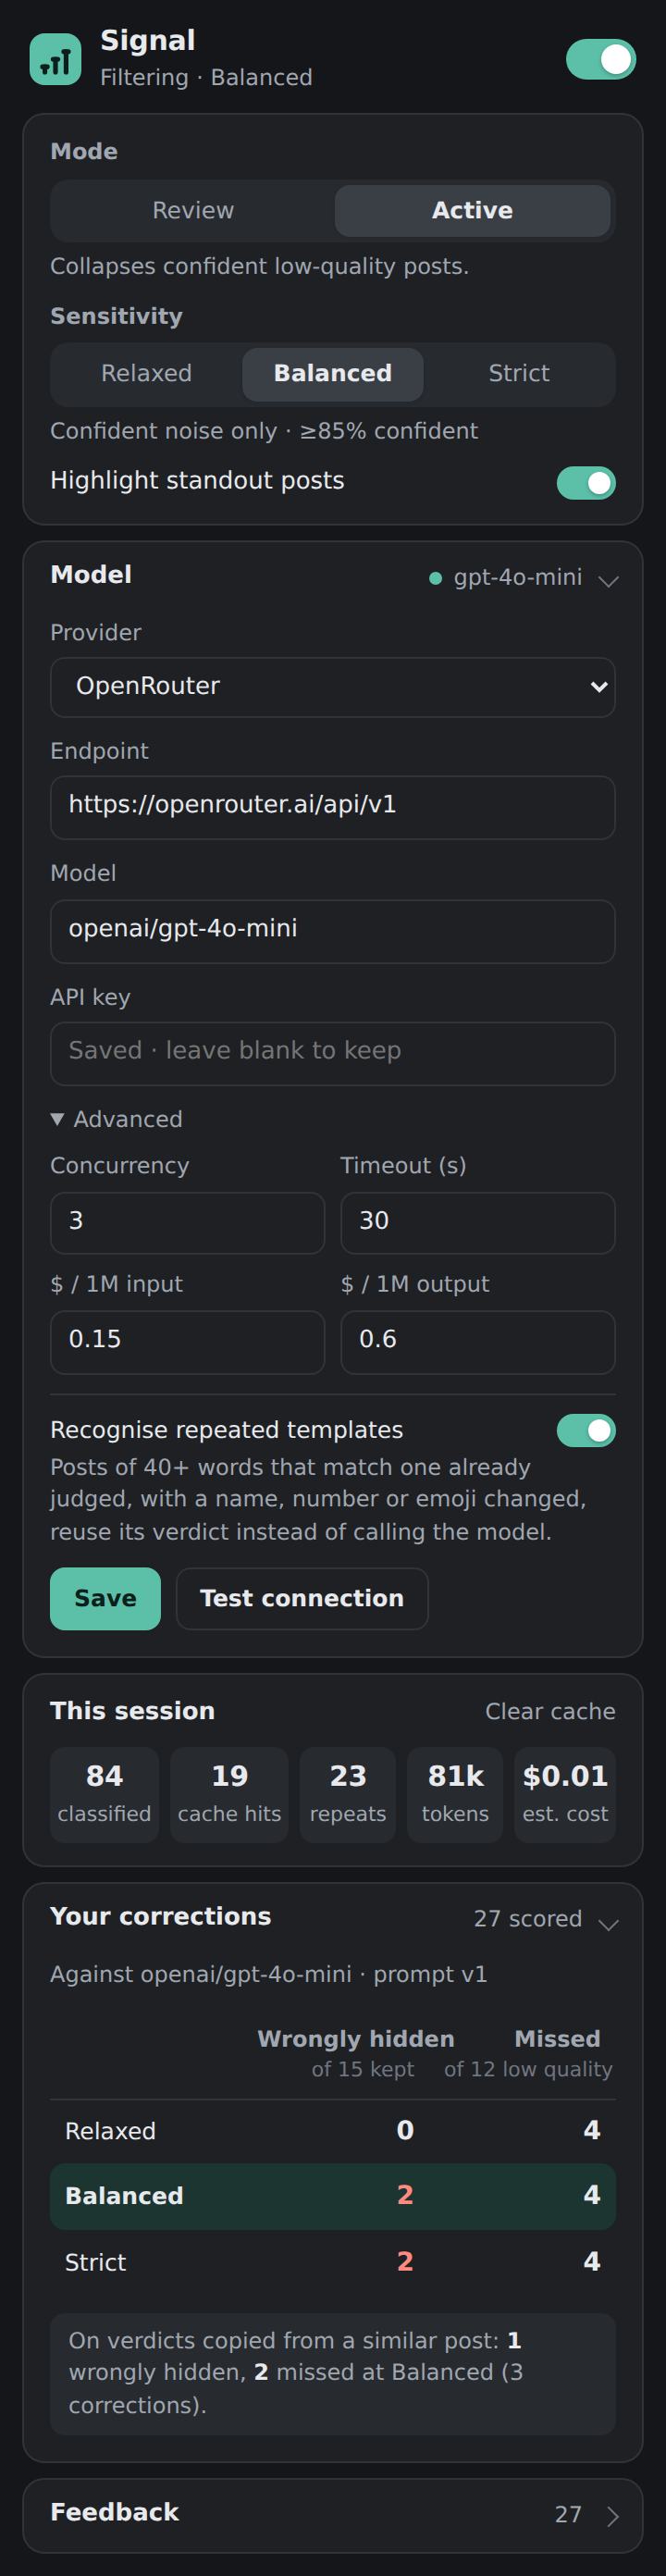 Signal
Filtering · Balanced
Mode
Review Active
Collapses confident low-quality posts.
Sensitivity
Relaxed Balanced Strict
Confident noise only · ≥85% confident
Highlight standout posts
Model gpt-4o-mini
Provider
OpenRouter
Endpoint
https://openrouter.ai/api/v1
Model
openai/gpt-4o-mini
API key
Saved · leave blank to keep
Advanced
Concurrency Timeout (s)
3 30
$ / 1M input $ / 1M output
0.15 0.6
Recognise repeated templates
Posts of 40+ words that match one already
judged, with a name, number or emoji changed,
reuse its verdict instead of calling the model.
Save Test connection
This session Clear cache
84 19 23 81k $0.01
classified cache hits repeats tokens est. cost
Your corrections 27 scored
Against openai/gpt-4o-mini · prompt v1
Wrongly hidden Missed
of 15 kept of 12 low quality
Relaxed 0 4
Balanced 2 4
Strict 2 4
On verdicts copied from a similar post: 1
wrongly hidden, 2 missed at Balanced (3
corrections).
Feedback 27